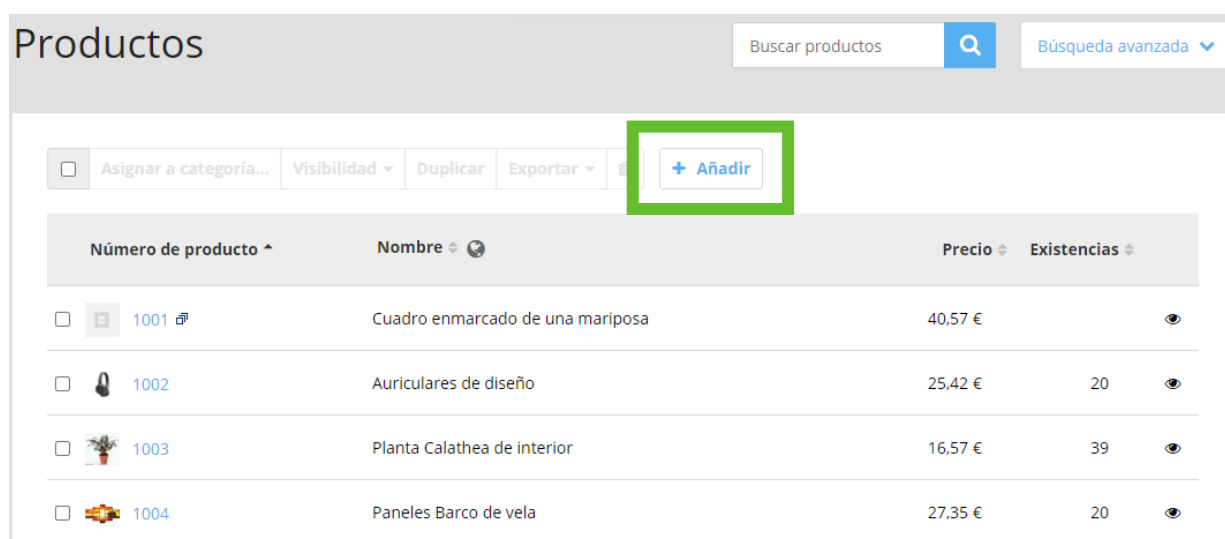 Productos
Buscar productos
Búsqueda avanzada
Asignar a categoría... Visibilidad Duplicar Exportar + Añadir
Número de producto Nombre Precio Existencias
1001 Cuadro enmarcado de una mariposa 40,57 €
1002 Auriculares de diseño 25,42 € 20
1003 Planta Calathea de interior 16,57 € 39
1004 Paneles Barco de vela 27,35 € 20